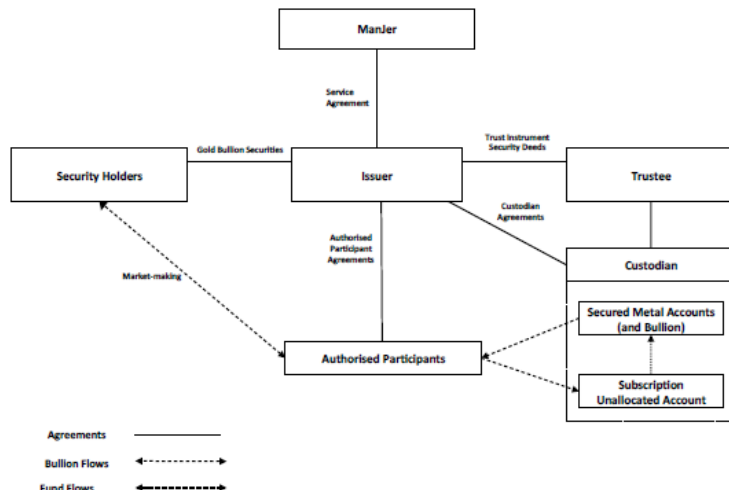 ManJer
Service
Agreement
Gold Bullion Securities
Trust Instrument
Security Deeds
Security Holders
Issuer
Trustee
Custodian
Agreements
Authorised
Participant
Agreements
Market-making
Custodian
Secured Metal Accounts
(and Bullion)
Authorised Participants
Subscription
Unallocated Account
Agreements
Bullion Flows
Fund Flows